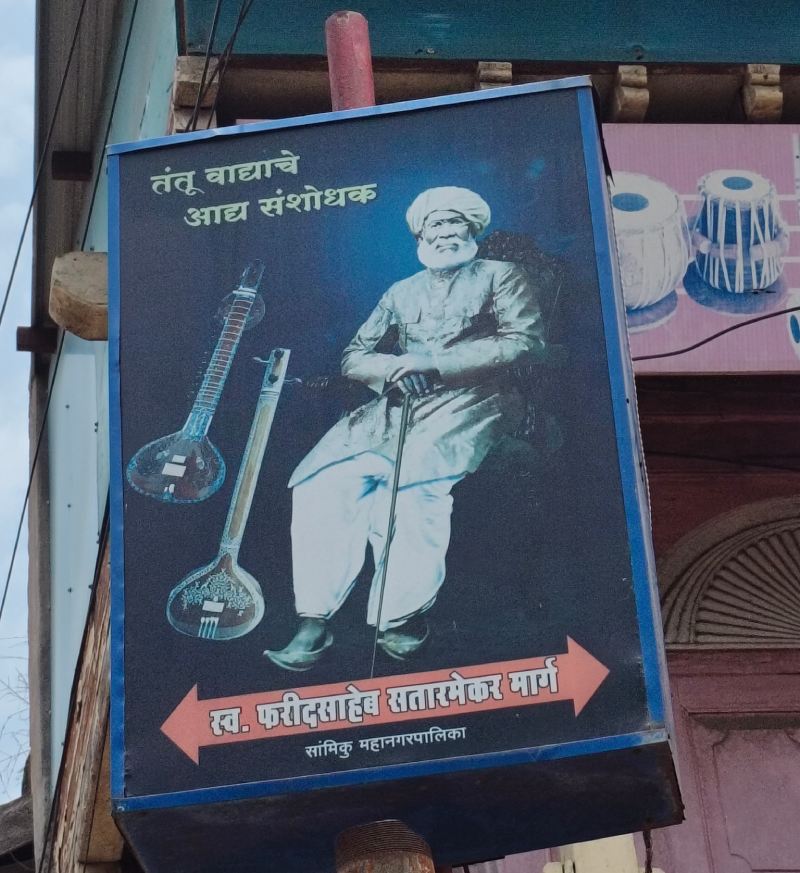 तंतू वाद्याचे
आद्य संशोधक
स्व. फरीदसाहेब सतारमेकर मार्ग
सांमिकु महानगरपालिका